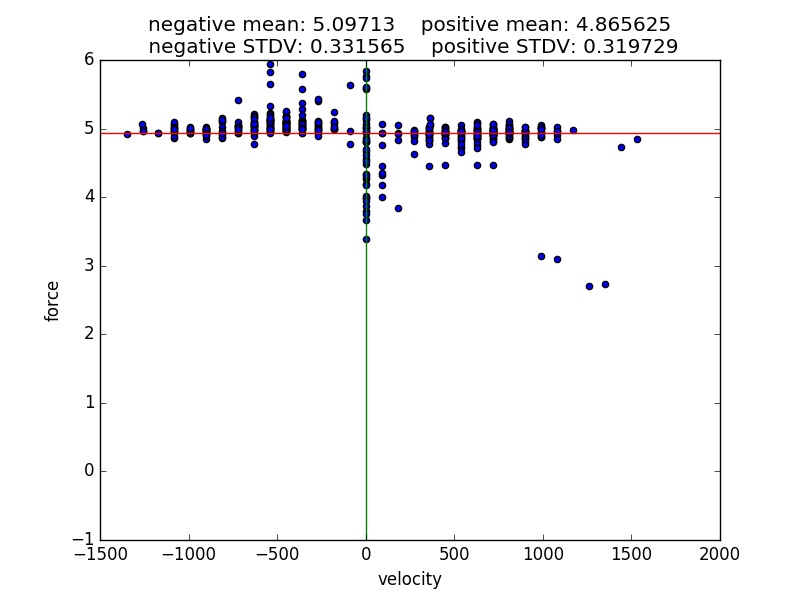 negative mean: 5.09713    positive mean: 4.865625
negative STDV: 0.331565    positive STDV: 0.319729
6
5
4
3
2
1
0
−1
force
−1500 −1000 −500 0 500 1000 1500 2000
velocity